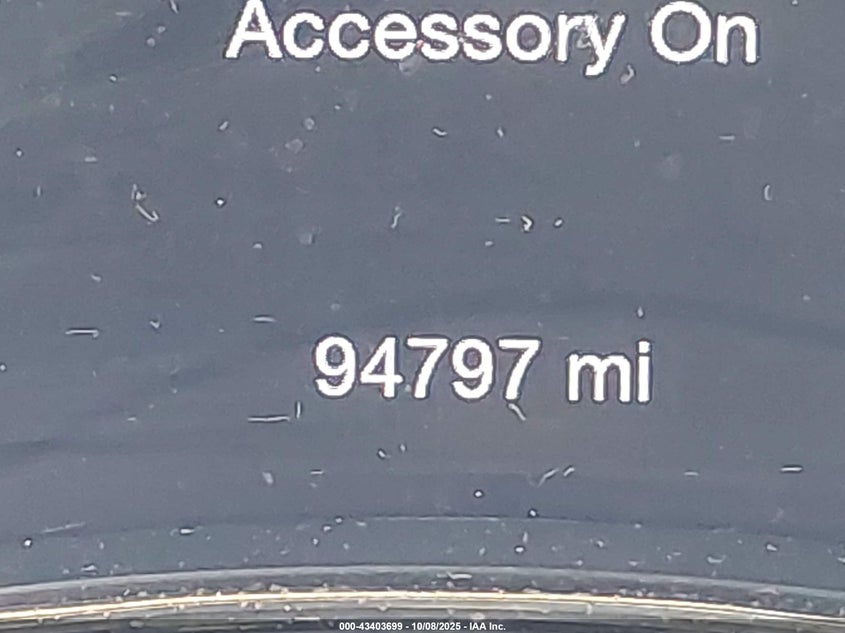 Accessory On
94797 mi
000-43403699 - 10/08/2025 - IAA Inc.